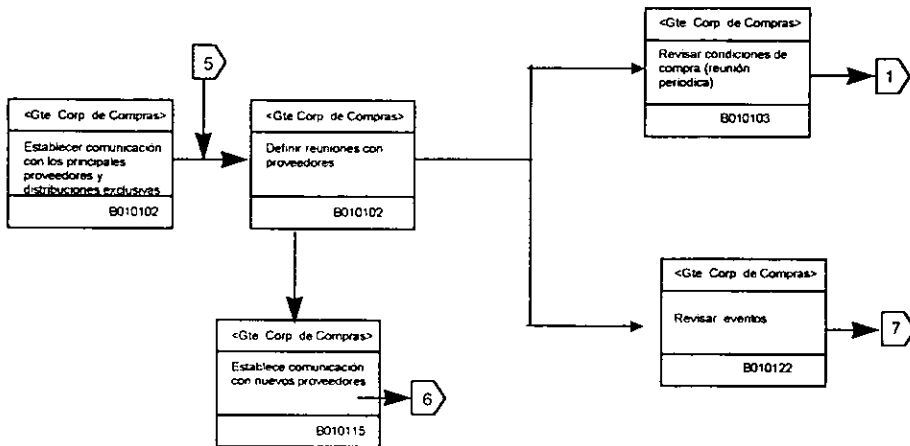 <Gte Corp de Compras>
Revisar condiciones de
compra (reunión
periodica)
B010103
1
5
<Gte Corp de Compras>
Establecer comunicación
con los principales
proveedores y
distribuciones exclusivas
B010102
<Gte Corp de Compras>
Definir reuniones con
proveedores
B010102
<Gte Corp de Compras>
Revisar eventos
B010122
7
<Gte Corp de Compras>
Establece comunicación
con nuevos proveedores
B010115
6